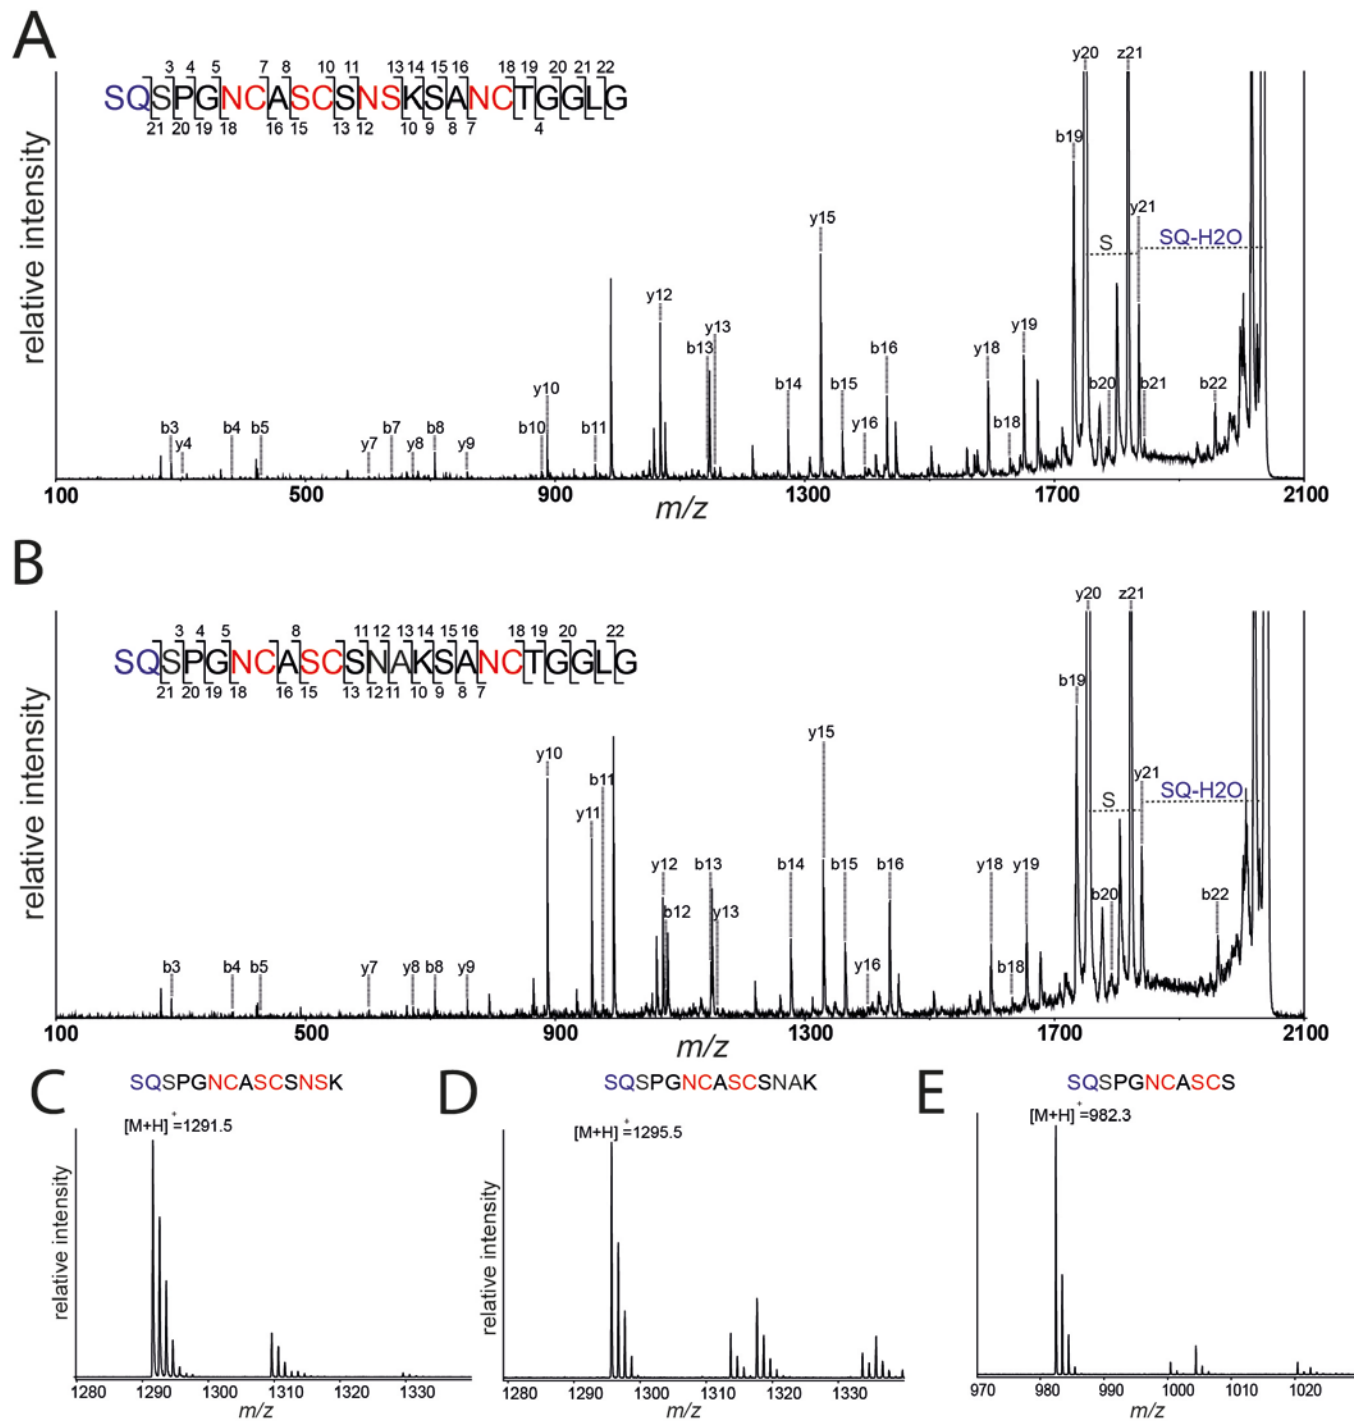 A
y20 z21
3 4 5 7 8 10 11 13 14 15 16 18 19 20 21 22
SQSPGNCASCSNSKSANCTGGLG
21 20 19 18 16 15 13 12 10 9 8 7 4
b19
y21
y15
S SQ-H2O
y12
y13
b13 b16 y18 y19
y10
b14 b15 b20 b21 b22
b3 y4 b4 b5 y7 b7 y8 b8 y9 b10 b11 y16 b18
relative intensity
100 500 900 1300 1700 2100
m/z
B
y20 z21
3 4 5 8 11 12 13 14 15 16 18 19 20 22
SQSPGNCASCSNAKSANCTGGLG
21 20 19 18 16 15 13 12 11 10 9 8 7
b19
y10 b11 y15 y21
S SQ-H2O
y11
y12 b13 b14 b15 b16 y18 y19
b12 y13 b20 b22
b3 b4 b5 y7 y8 b8 y9 y16 b18
relative intensity
100 500 900 1300 1700 2100
m/z
C
SQSPGNCASCSNSK
[M+H]+=1291.5
relative intensity
1280 1290 1300 1310 1320 1330
m/z
D
SQSPGNCASCSNAK
[M+H]+=1295.5
relative intensity
1280 1290 1300 1310 1320 1330
m/z
E
SQSPGNCASCS
[M+H]+=982.3
relative intensity
970 980 990 1000 1010 1020
m/z